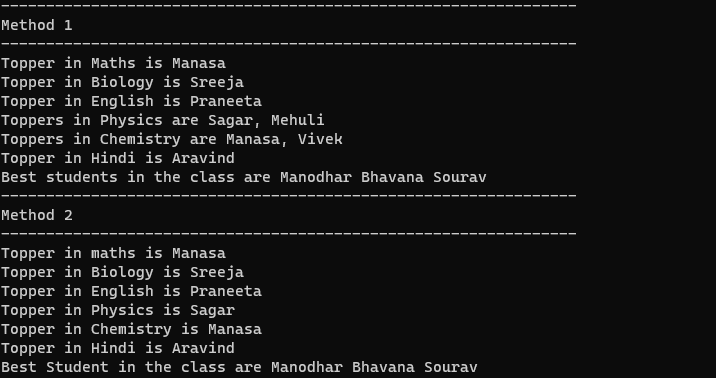 ----------------------------------------------------------------
Method 1
----------------------------------------------------------------
Topper in Maths is Manasa
Topper in Biology is Sreeja
Topper in English is Praneeta
Toppers in Physics are Sagar, Mehuli
Toppers in Chemistry are Manasa, Vivek
Topper in Hindi is Aravind
Best students in the class are Manodhar Bhavana Sourav
----------------------------------------------------------------
Method 2
----------------------------------------------------------------
Topper in maths is Manasa
Topper in Biology is Sreeja
Topper in English is Praneeta
Topper in Physics is Sagar
Topper in Chemistry is Manasa
Topper in Hindi is Aravind
Best Student in the class are Manodhar Bhavana Sourav